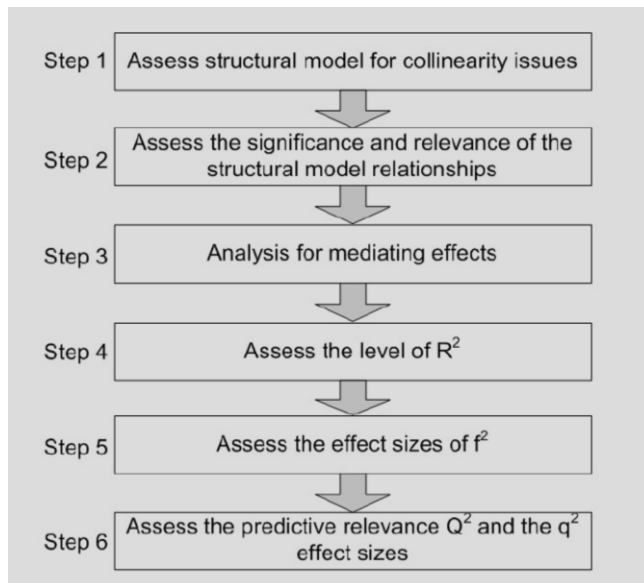 Step 1 Assess structural model for collinearity issues
Step 2 Assess the significance and relevance of the
structural model relationships
Step 3 Analysis for mediating effects
Step 4 Assess the level of R²
Step 5 Assess the effect sizes of f²
Step 6 Assess the predictive relevance Q² and the q²
effect sizes